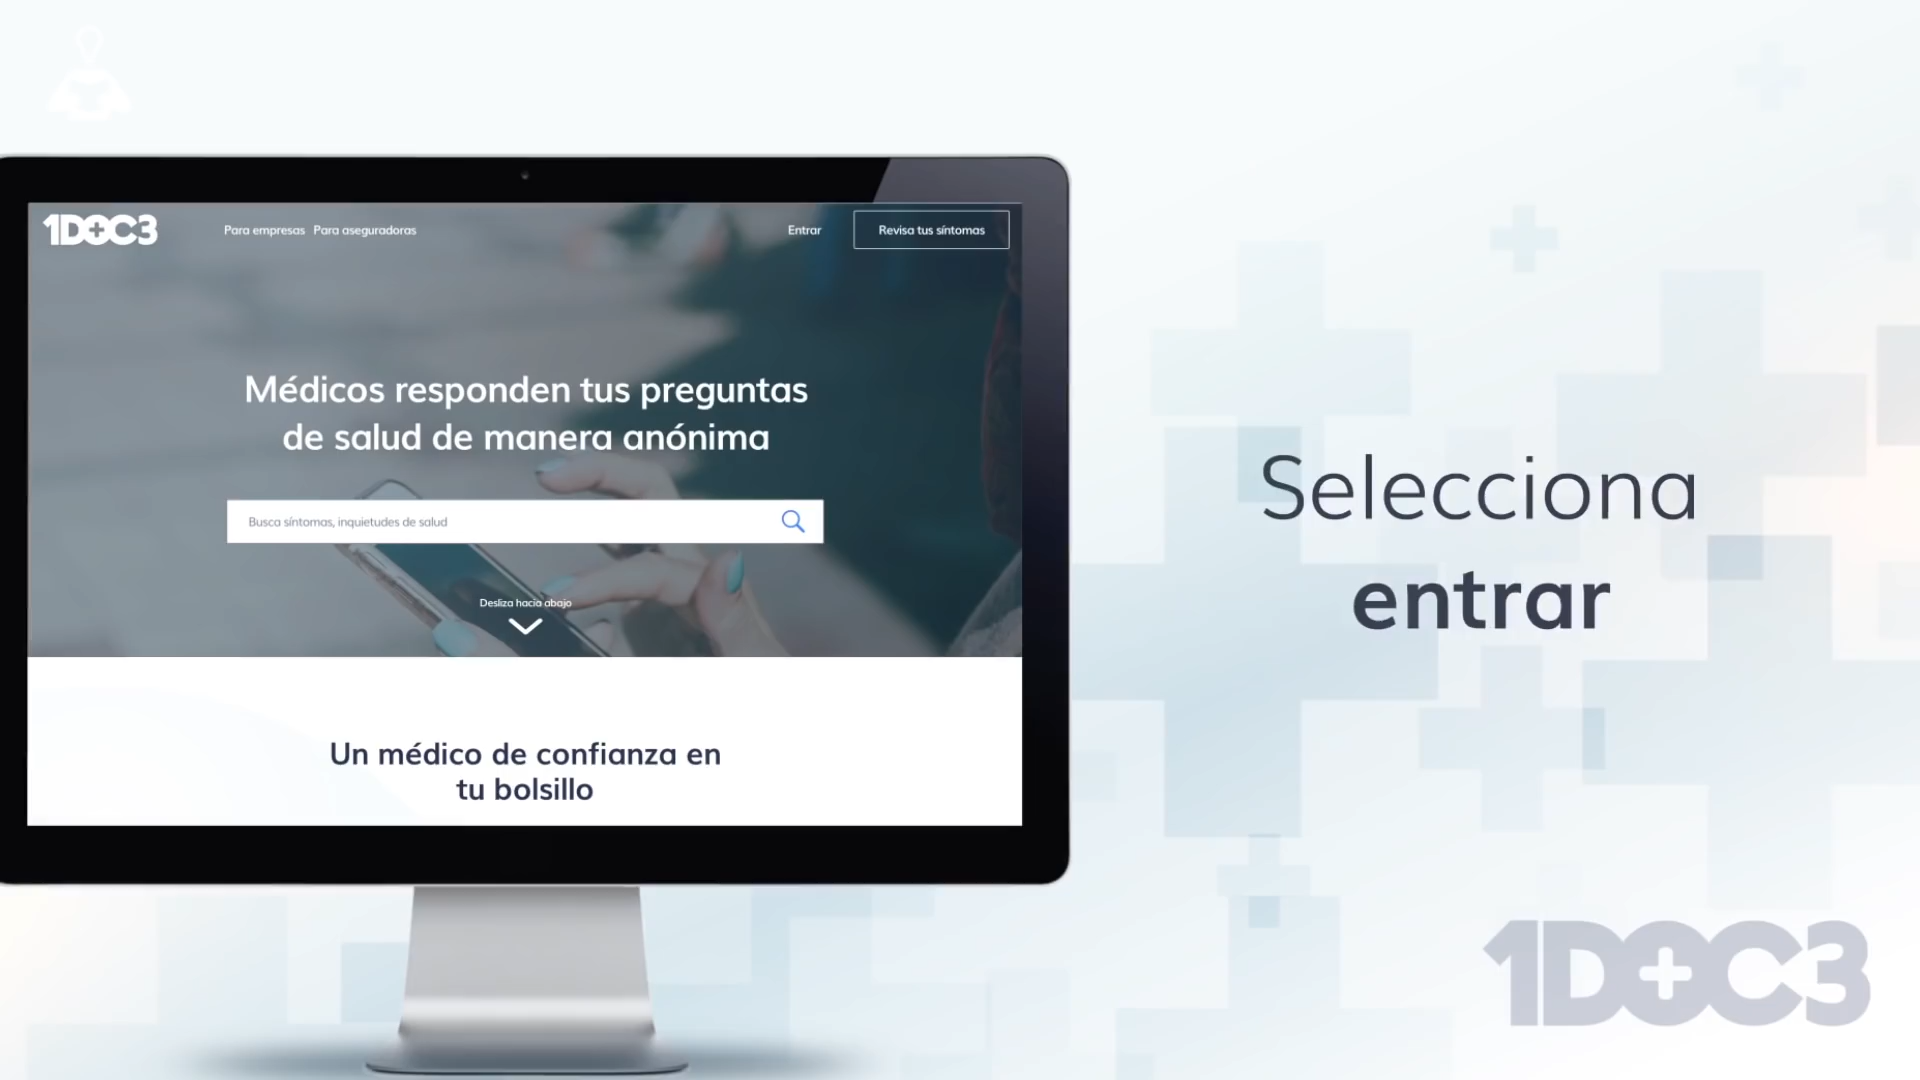 1DOC3
Para empresas Para aseguradoras
Entrar
Revisa tus síntomas
Médicos responden tus preguntas
de salud de manera anónima
Busca síntomas, inquietudes de salud
Desliza hacia abajo
Un médico de confianza en
tu bolsillo
Selecciona
entrar
1DOC3